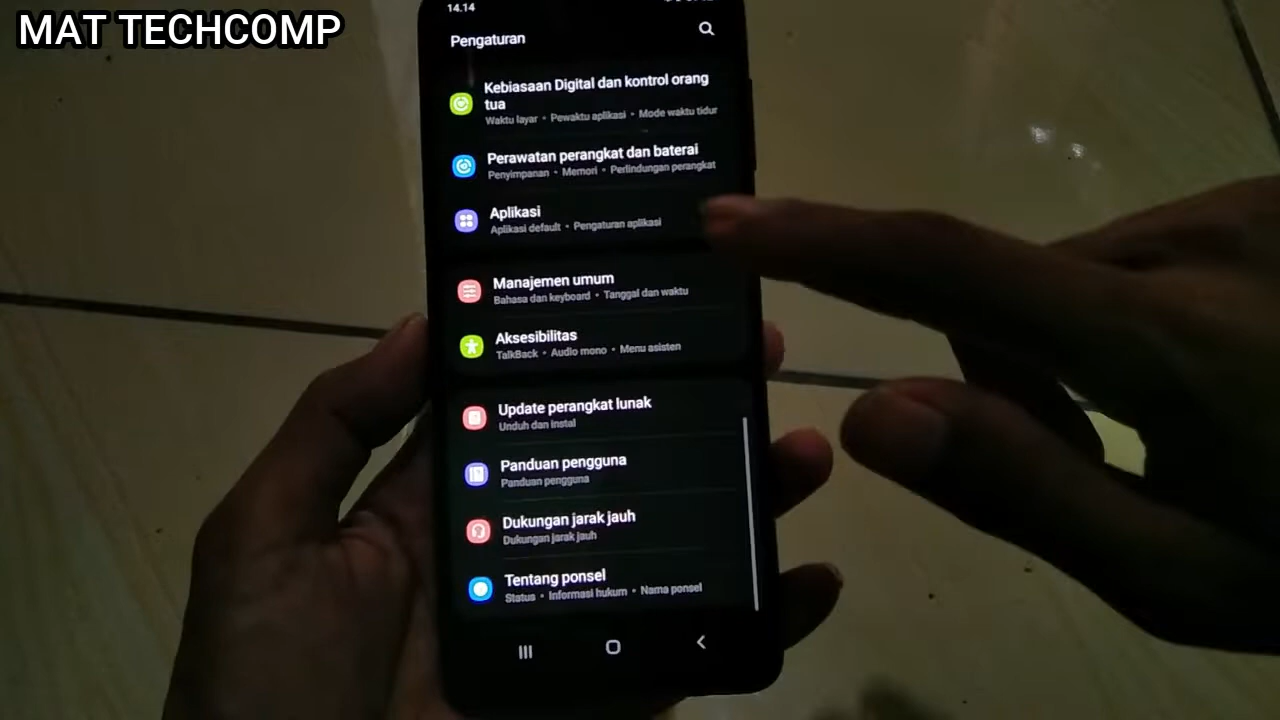 MAT TECHCOMP
14.14
Pengaturan
Kebiasaan Digital dan kontrol orang
tua
Waktu layar • Pewaktu aplikasi • Mode waktu tidur
Perawatan perangkat dan baterai
Penyimpanan • Memori • Perlindungan perangkat
Aplikasi
Aplikasi default • Pengaturan aplikasi
Manajemen umum
Bahasa dan keyboard • Tanggal dan waktu
Aksesibilitas
TalkBack • Audio mono • Menu asisten
Update perangkat lunak
Unduh dan instal
Panduan pengguna
Panduan pengguna
Dukungan jarak jauh
Dukungan jarak jauh
Tentang ponsel
Status • Informasi hukum • Nama ponsel